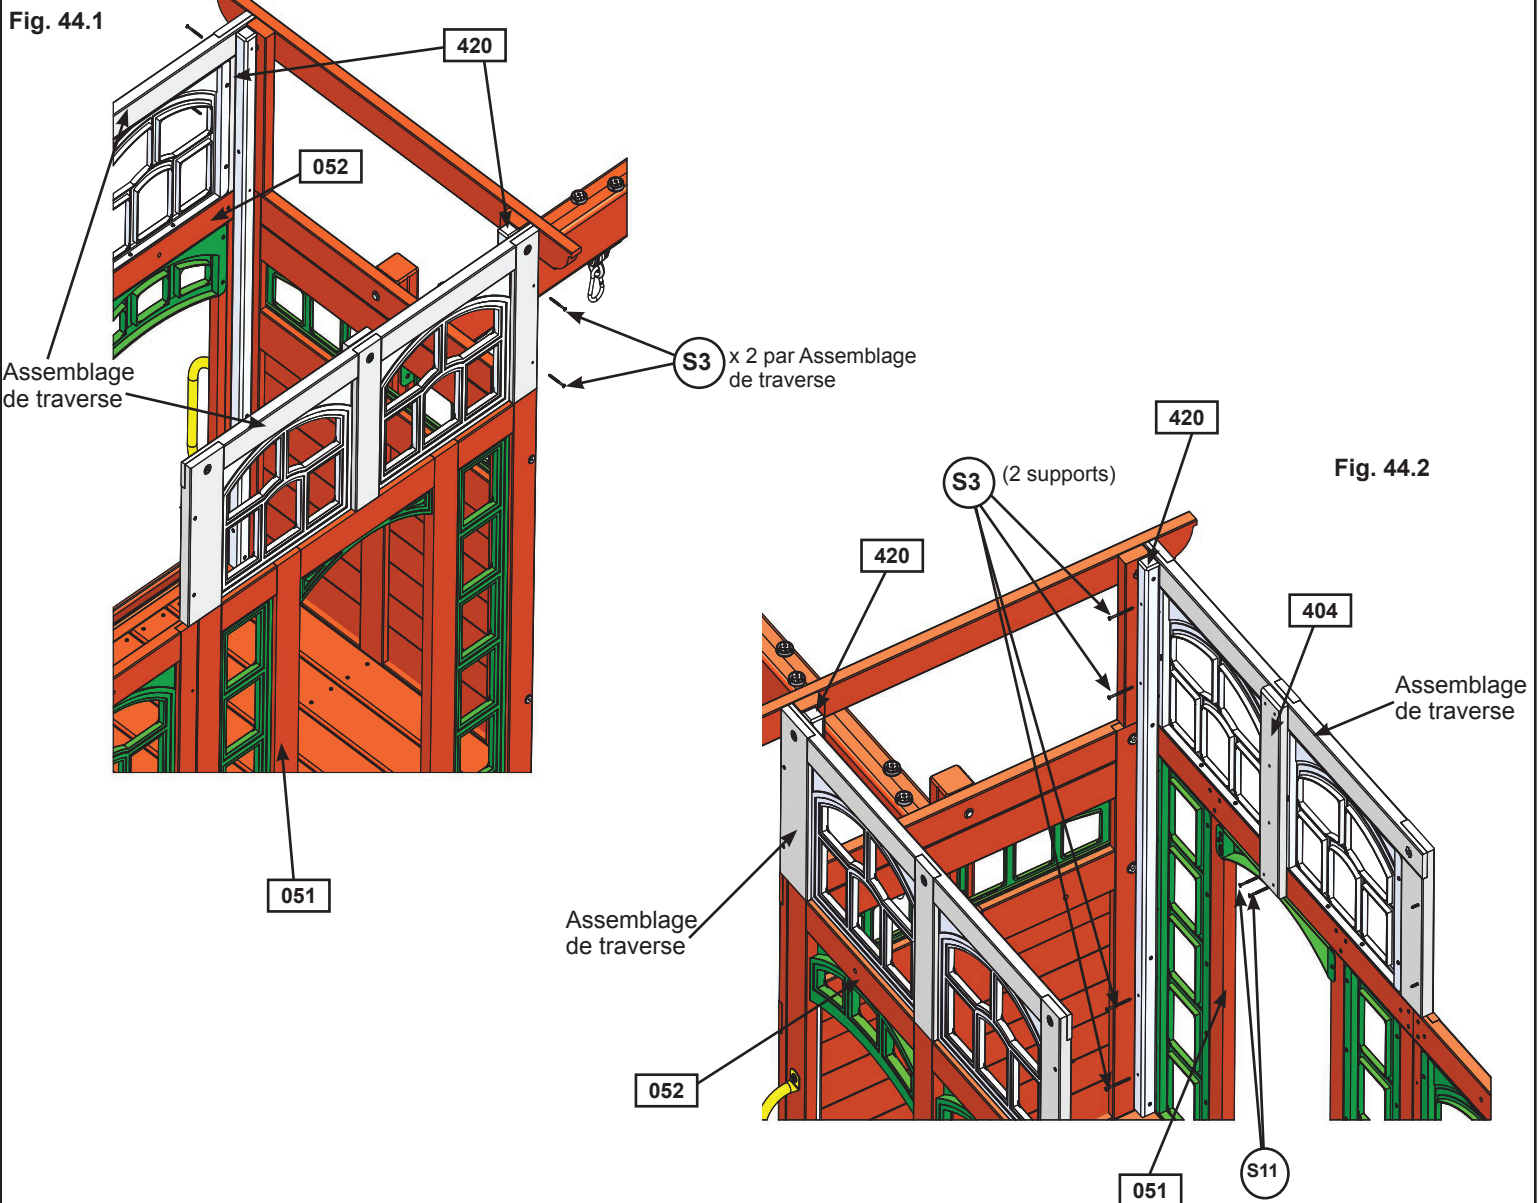 Fig. 44.1
420
052
Assemblage
de traverse
S3 x 2 par Assemblage
de traverse
051
420
Fig. 44.2
S3 (2 supports)
420
404
Assemblage
de traverse
Assemblage
de traverse
052
S11
051